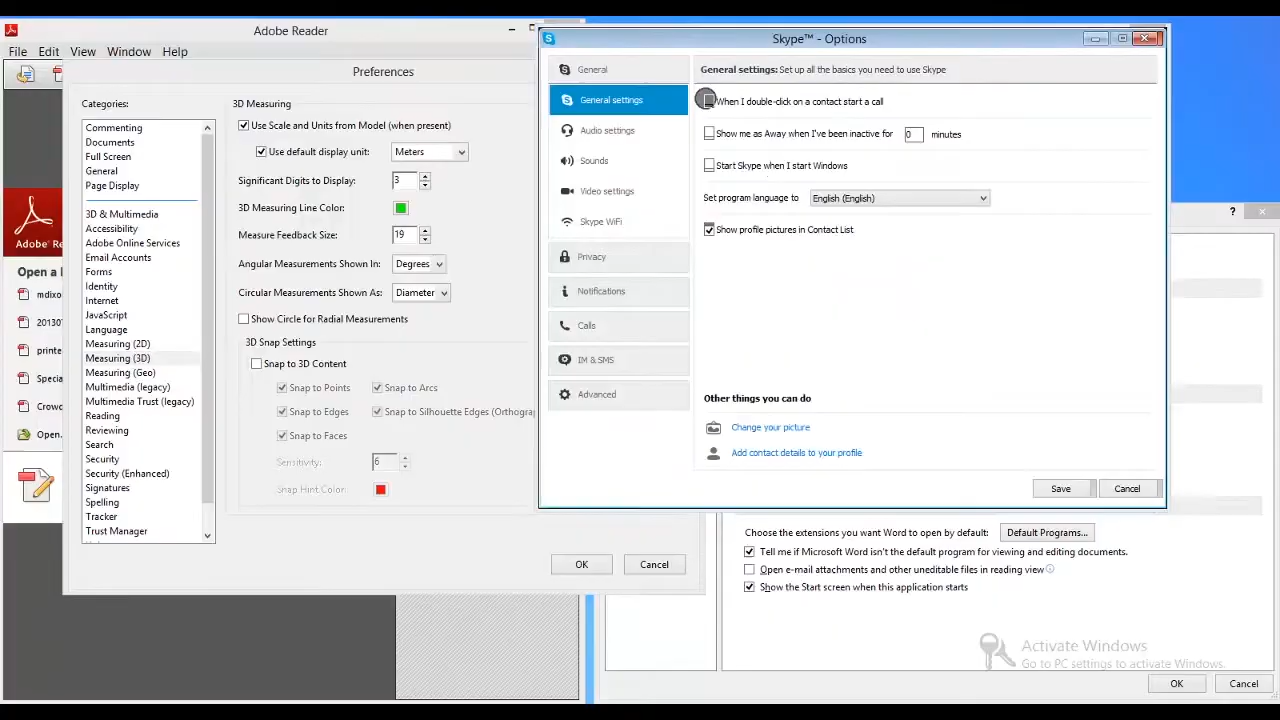 Adobe Reader
File Edit View Window Help
Preferences
Categories:
Commenting
Documents
Full Screen
General
Page Display
3D & Multimedia
Accessibility
Adobe Online Services
Email Accounts
Forms
Identity
Internet
JavaScript
Language
Measuring (2D)
Measuring (3D)
Measuring (Geo)
Multimedia (legacy)
Multimedia Trust (legacy)
Reading
Reviewing
Search
Security
Security (Enhanced)
Signatures
Spelling
Tracker
Trust Manager
3D Measuring
Use Scale and Units from Model (when present)
Use default display unit: Meters
Significant Digits to Display: 3
3D Measuring Line Color:
Measure Feedback Size: 19
Angular Measurements Shown In: Degrees
Circular Measurements Shown As: Diameter
Show Circle for Radial Measurements
3D Snap Settings
Snap to 3D Content
Snap to Points Snap to Arcs
Snap to Edges Snap to Silhouette Edges (Orthogra
Snap to Faces
Sensitivity: 6
Snap Hint Color:
OK Cancel
Adobe Re
Open a
mdixo
20130
printe
Specia
Crowd
Open.
Skype™ - Options
General
General settings
Audio settings
Sounds
Video settings
Skype WiFi
Privacy
Notifications
Calls
IM & SMS
Advanced
General settings: Set up all the basics you need to use Skype
When I double-click on a contact start a call
Show me as Away when I've been inactive for 0 minutes
Start Skype when I start Windows
Set program language to English (English)
Show profile pictures in Contact List
Other things you can do
Change your picture
Add contact details to your profile
Save Cancel
?
Choose the extensions you want Word to open by default: Default Programs...
Tell me if Microsoft Word isn't the default program for viewing and editing documents.
Open e-mail attachments and other uneditable files in reading view
Show the Start screen when this application starts
Activate Windows
Go to PC settings to activate Windows.
OK Cancel